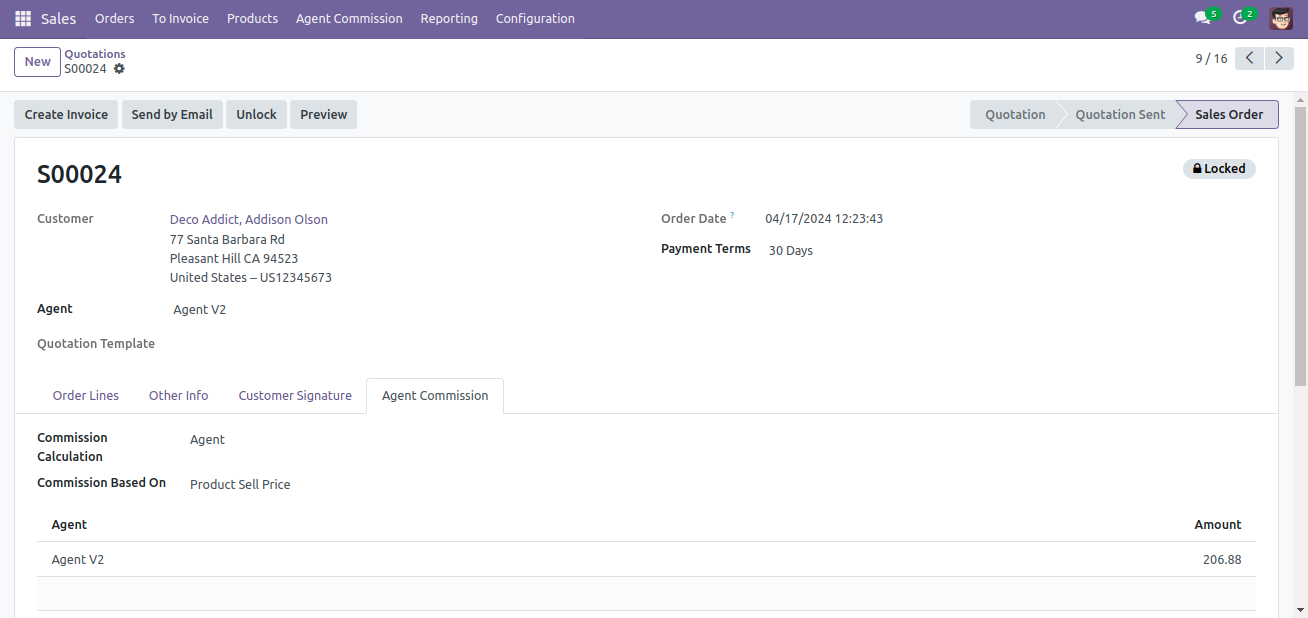 Sales Orders To Invoice Products Agent Commission Reporting Configuration 5 2
New Quotations 9 / 16
S00024
Create Invoice Send by Email Unlock Preview Quotation Quotation Sent Sales Order
S00024 Locked
Customer Deco Addict, Addison Olson Order Date ? 04/17/2024 12:23:43
77 Santa Barbara Rd
Pleasant Hill CA 94523 Payment Terms 30 Days
United States – US12345673
Agent Agent V2
Quotation Template
Order Lines Other Info Customer Signature Agent Commission
Commission Calculation Agent
Commission Based On Product Sell Price
Agent Amount
Agent V2 206.88